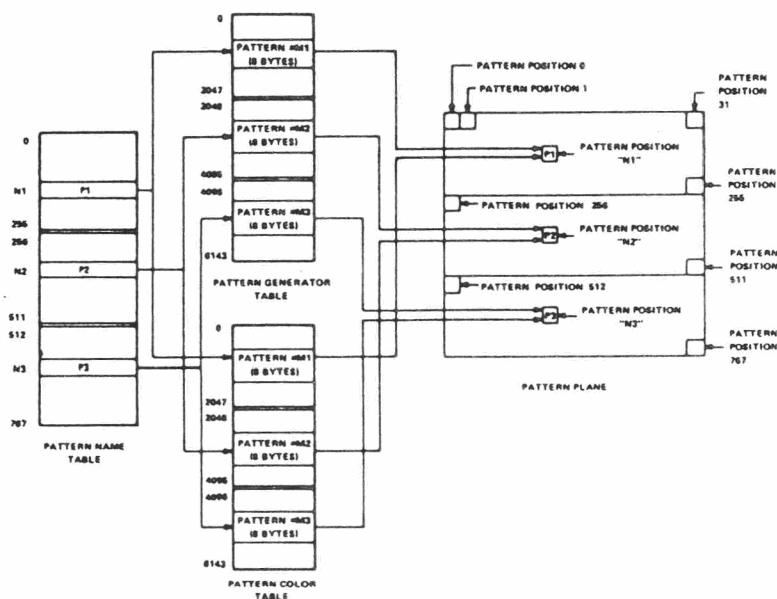 PATTERN NAME TABLE
0
N1
P1
255
256
N2
P2
511
512
N3
P3
767
PATTERN NAME
TABLE
0
PATTERN #M1
(8 BYTES)
2047
2048
PATTERN #M2
(8 BYTES)
4095
4096
PATTERN #M3
(8 BYTES)
6143
PATTERN GENERATOR
TABLE
0
PATTERN #M1
(8 BYTES)
2047
2048
PATTERN #M2
(8 BYTES)
4095
4096
PATTERN #M3
(8 BYTES)
6143
PATTERN COLOR
TABLE
PATTERN POSITION 0
PATTERN POSITION 1
PATTERN
POSITION
31
P1
PATTERN POSITION
"N1"
PATTERN
POSITION
255
PATTERN POSITION 256
P2
PATTERN POSITION
"N2"
PATTERN
POSITION
511
PATTERN POSITION 512
P3
PATTERN POSITION
"N3"
PATTERN
POSITION
767
PATTERN PLANE